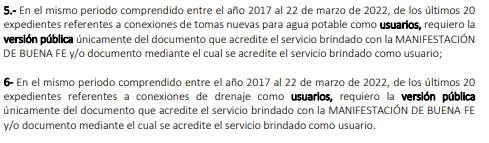 5.- En el mismo periodo comprendido entre el año 2017 al 22 de marzo de 2022, de los últimos 20
expedientes referentes a conexiones de tomas nuevas para agua potable como usuarios, requiero la
versión pública únicamente del documento que acredite el servicio brindado con la MANIFESTACIÓN
DE BUENA FE y/o documento mediante el cual se acredite el servicio brindado como usuario;
6- En el mismo periodo comprendido entre el año 2017 al 22 de marzo de 2022, de los últimos 20
expedientes referentes a conexiones de drenaje como usuarios, requiero la versión pública
únicamente del documento que acredite el servicio brindado con la MANIFESTACIÓN DE BUENA FE
y/o documento mediante el cual se acredite el servicio brindado como usuario.